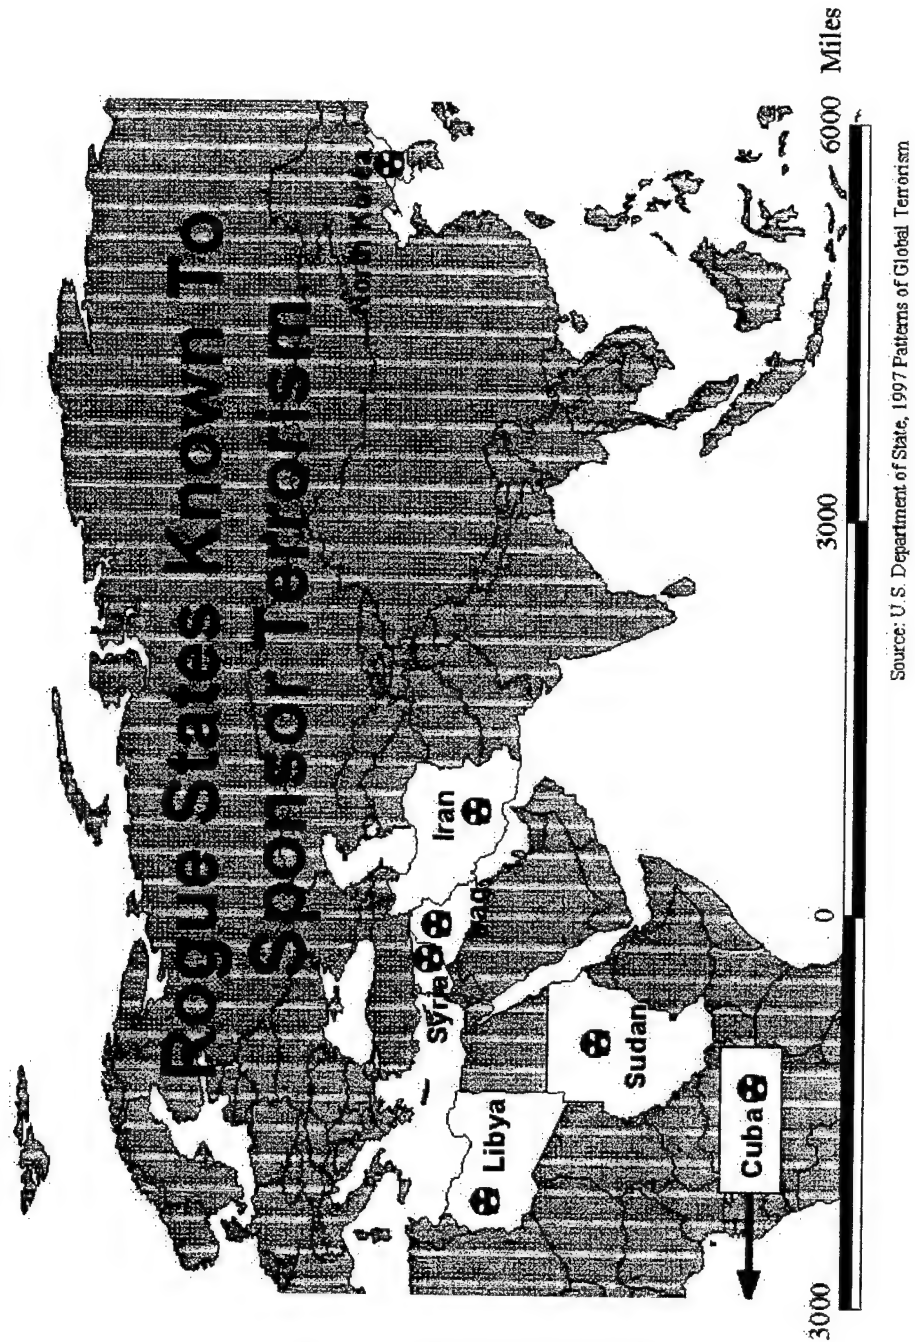 Rogue States Known To
Sponsor Terrorism
North Korea
Iran
Iraq
Syria
Libya
Sudan
Cuba
3000
0
3000
6000 Miles
Source: U.S. Department of State, 1997 Patterns of Global Terrorism